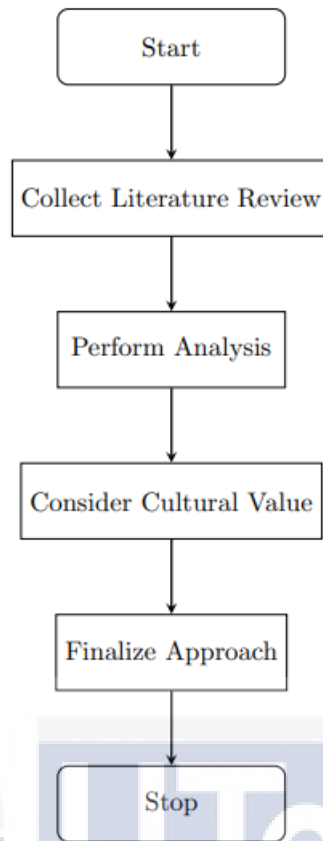 Start
Collect Literature Review
Perform Analysis
Consider Cultural Value
Finalize Approach
Stop